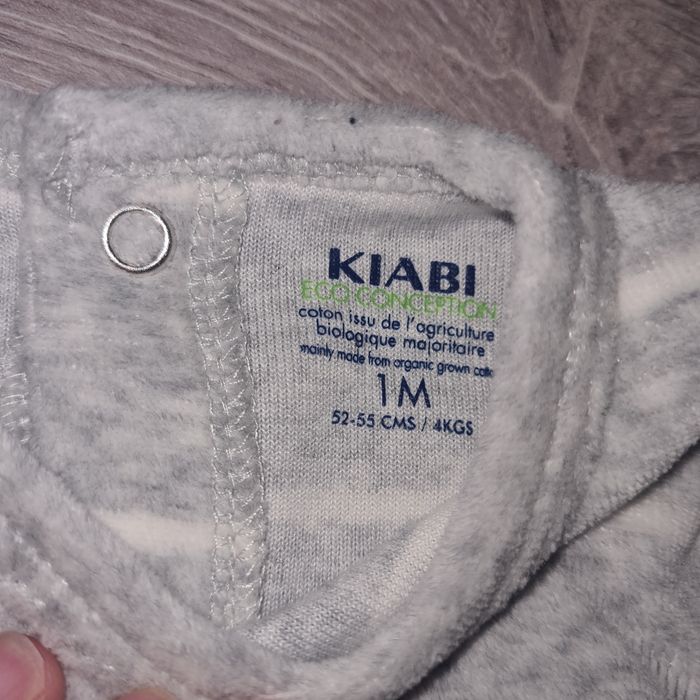 KIABI
ECO CONCEPTION
coton issu de l'agriculture
biologique majoritaire
mainly made from organic grown
1M
52-55 CMS / 4KGS